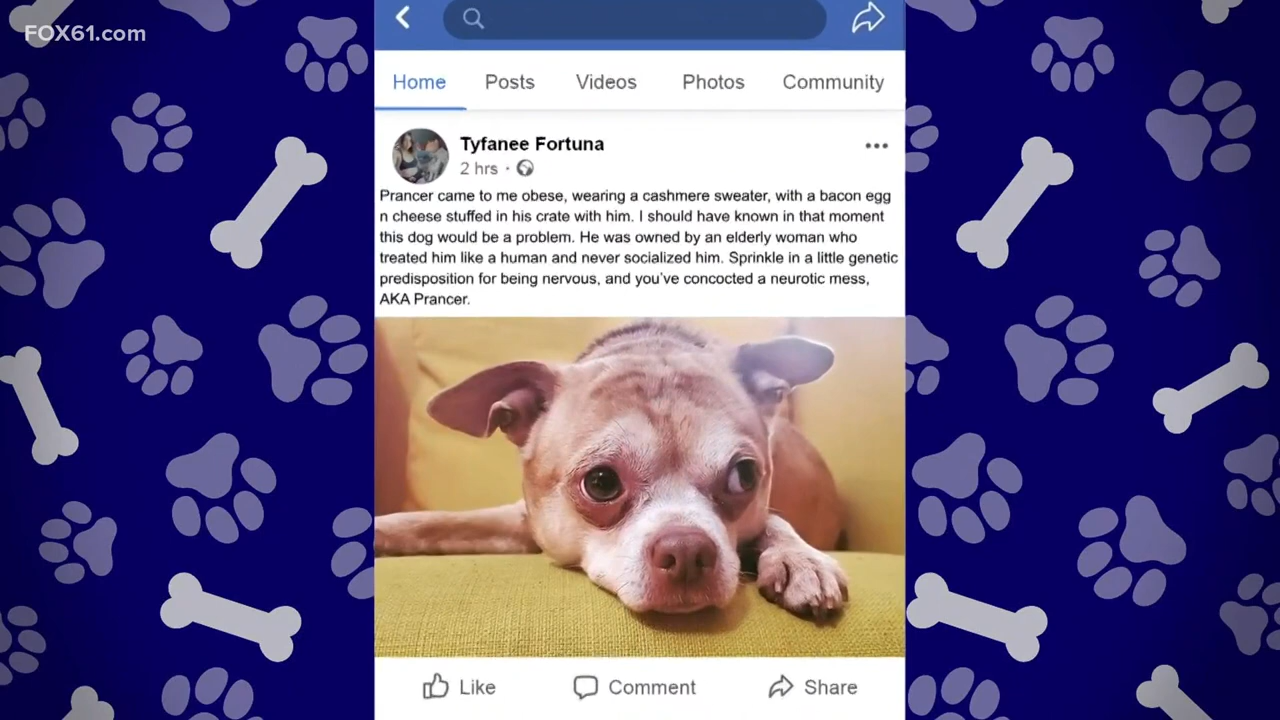 FOX61.com
Home Posts Videos Photos Community
Tyfanee Fortuna
2 hrs ·
Prancer came to me obese, wearing a cashmere sweater, with a bacon egg
n cheese stuffed in his crate with him. I should have known in that moment
this dog would be a problem. He was owned by an elderly woman who
treated him like a human and never socialized him. Sprinkle in a little genetic
predisposition for being nervous, and you've concocted a neurotic mess,
AKA Prancer.
Like Comment Share